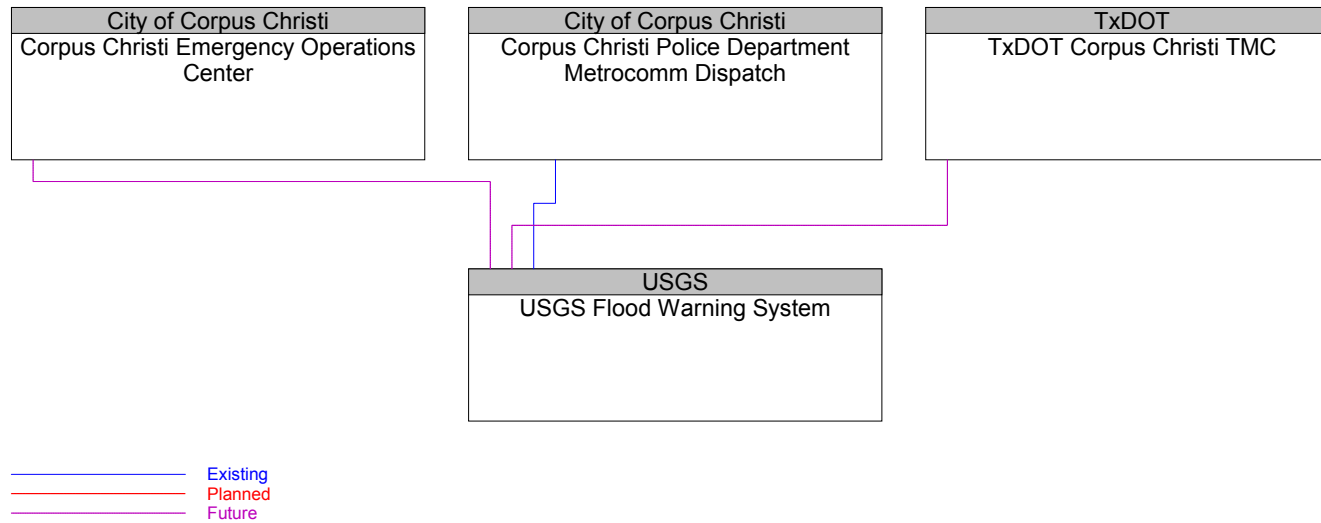 City of Corpus Christi
Corpus Christi Emergency Operations
Center
City of Corpus Christi
Corpus Christi Police Department
Metrocomm Dispatch
TxDOT
TxDOT Corpus Christi TMC
USGS
USGS Flood Warning System
Existing
Planned
Future